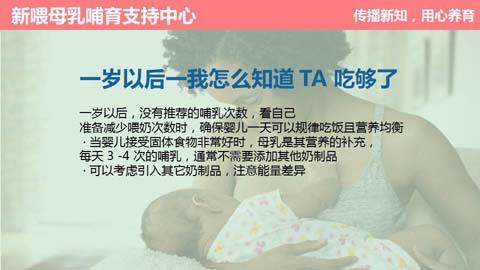 新喂母乳哺育支持中心
传播新知，用心养育
一岁以后一我怎么知道 TA 吃够了
一岁以后，没有推荐的哺乳次数，看自己
准备减少喂奶次数时，确保婴儿一天可以规律吃饭且营养均衡
· 当婴儿接受固体食物非常好时，母乳是其营养的补充，
每天 3 -4 次的哺乳，通常不需要添加其他奶制品
· 可以考虑引入其它奶制品，注意能量差异